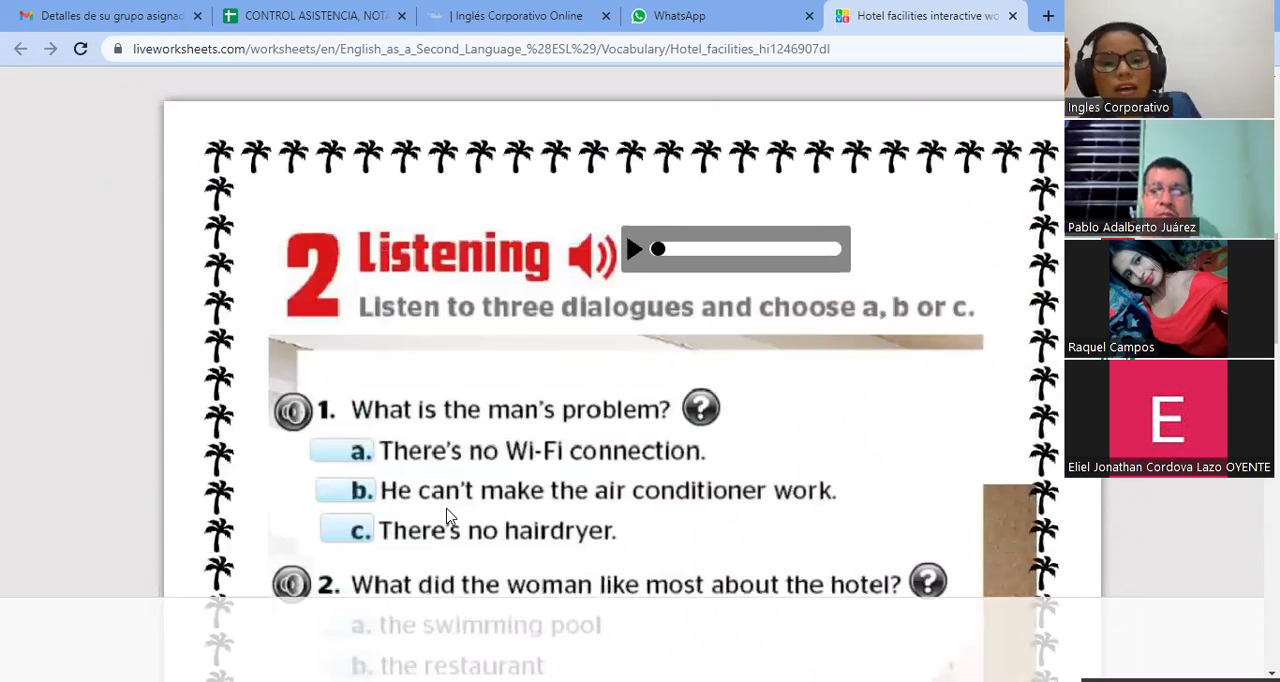 Detalles de su grupo asignad
CONTROL ASISTENCIA, NOTA
| Inglés Corporativo Online
WhatsApp
Hotel facilities interactive wo
liveworksheets.com/worksheets/en/English_as_a_Second_Language_%28ESL%29/Vocabulary/Hotel_facilities_hi1246907dl
2 Listening
Listen to three dialogues and choose a, b or c.
1. What is the man's problem? ?
a. There's no Wi-Fi connection.
b. He can't make the air conditioner work.
c. There's no hairdryer.
2. What did the woman like most about the hotel? ?
a. the swimming pool
b. the restaurant
Ingles Corporativo
Pablo Adalberto Juárez
Raquel Campos
E
Eliel Jonathan Cordova Lazo OYENTE